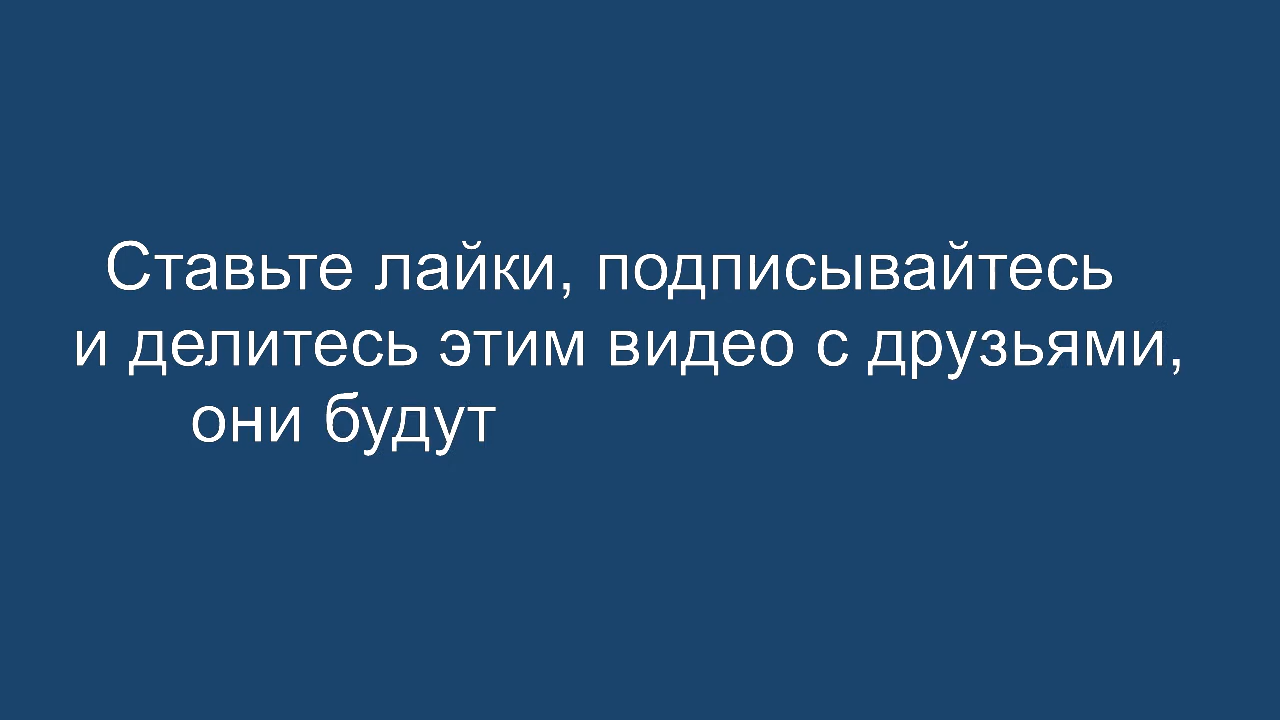 Ставьте лайки, подписывайтесь
и делитесь этим видео с друзьями,
они будут